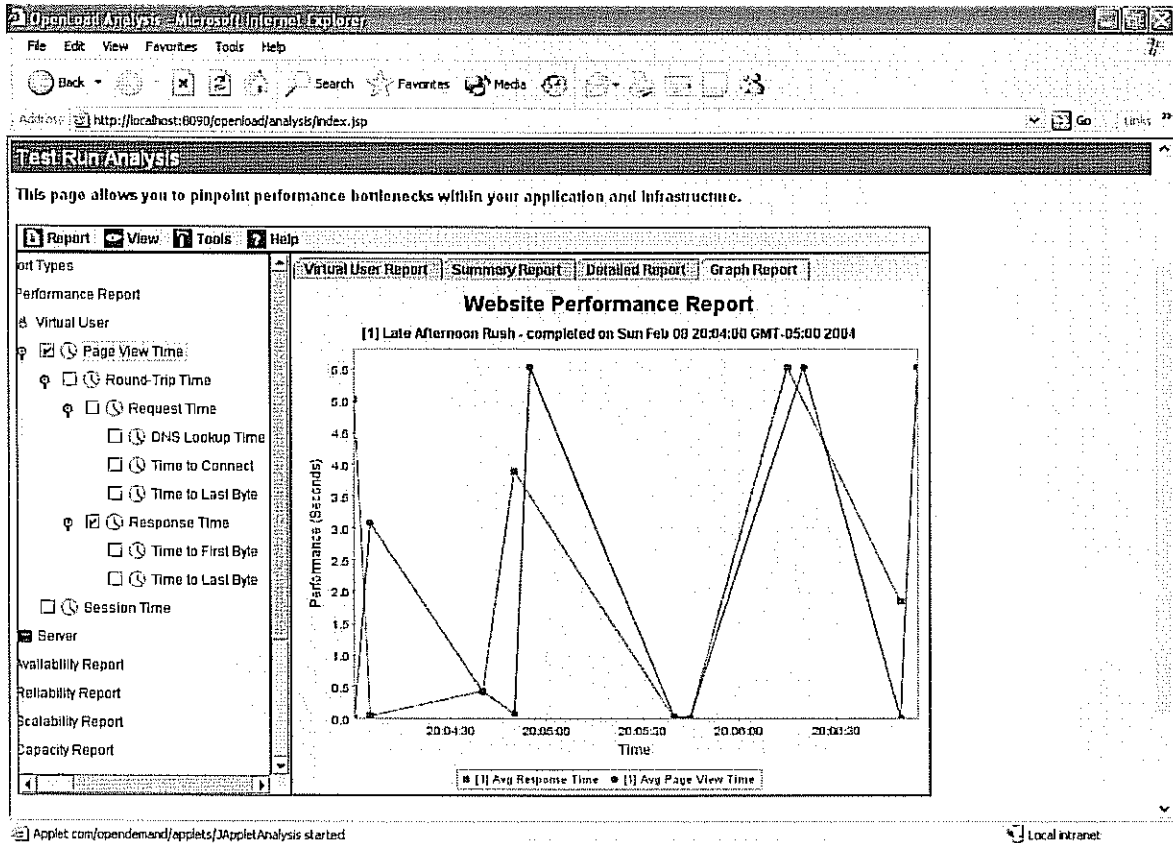 OpenLoad Analysis - Microsoft Internet Explorer
File Edit View Favorites Tools Help
Back Search Favorites Media
Address http://localhost:8090/openload/analysis/index.jsp Go Links »
Test Run Analysis
This page allows you to pinpoint performance bottlenecks within your application and infrastructure.
Report View Tools Help
ort Types
Performance Report
Virtual User
Page View Time
Round-Trip Time
Request Time
DNS Lookup Time
Time to Connect
Time to Last Byte
Response Time
Time to First Byte
Time to Last Byte
Session Time
Server
Availability Report
Reliability Report
Scalability Report
Capacity Report
Virtual User Report Summary Report Detailed Report Graph Report
Website Performance Report
[1] Late Afternoon Rush - completed on Sun Feb 08 20:04:00 GMT-05:00 2004
Performance (Seconds)
5.5
5.0
4.5
4.0
3.5
3.0
2.5
2.0
1.5
1.0
0.5
0.0
20:04:30 20:05:00 20:05:30 20:06:00 20:06:30
Time
[1] Avg Response Time [1] Avg Page View Time
Applet com/opendemand/applets/JAppletAnalysis started Local intranet